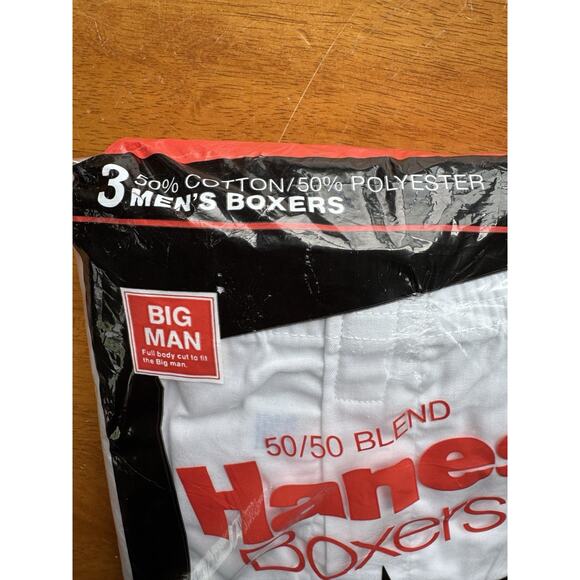 3 50% COTTON/50% POLYESTER
MEN'S BOXERS
BIG
MAN
Full body cut to fit
the Big man.
50/50 BLEND
Hanes
Boxers